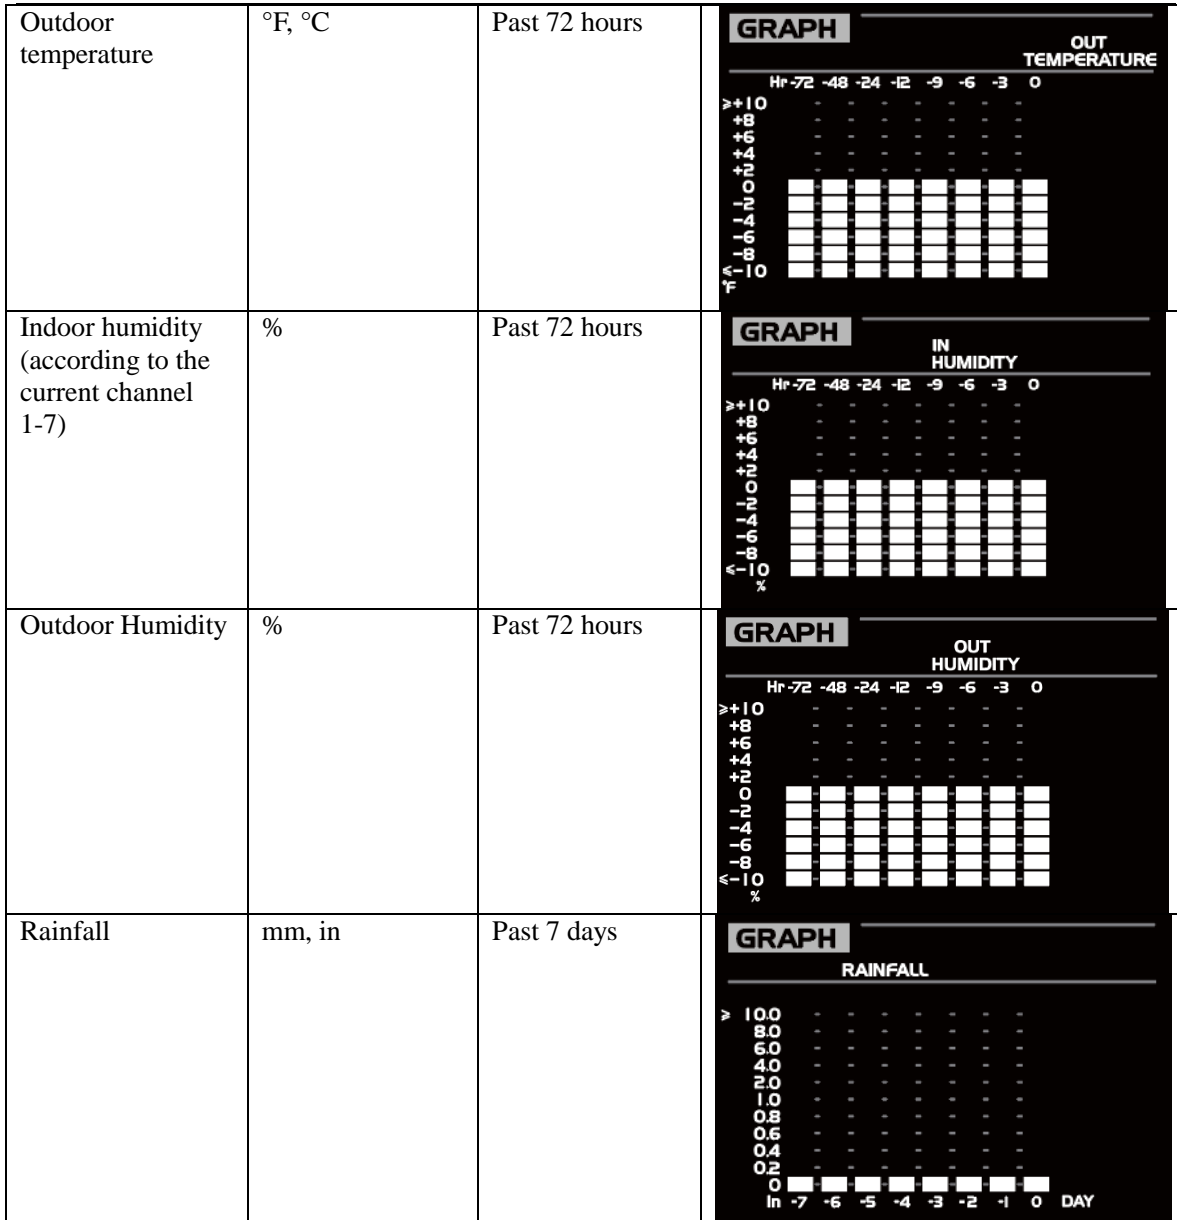 Outdoor
temperature
°F, °C
Past 72 hours
GRAPH
OUT
TEMPERATURE
Hr -72 -48 -24 -12 -9 -6 -3 0
≥+10
+8
+6
+4
+2
0
-2
-4
-6
-8
≤-10
°F
Indoor humidity
(according to the
current channel
1-7)
%
Past 72 hours
GRAPH
IN
HUMIDITY
Hr -72 -48 -24 -12 -9 -6 -3 0
≥+10
+8
+6
+4
+2
0
-2
-4
-6
-8
≤-10
%
Outdoor Humidity
%
Past 72 hours
GRAPH
OUT
HUMIDITY
Hr -72 -48 -24 -12 -9 -6 -3 0
≥+10
+8
+6
+4
+2
0
-2
-4
-6
-8
≤-10
%
Rainfall
mm, in
Past 7 days
GRAPH
RAINFALL
≥ 10.0
8.0
6.0
4.0
2.0
1.0
0.8
0.6
0.4
0.2
0
In -7 -6 -5 -4 -3 -2 -1 0 DAY